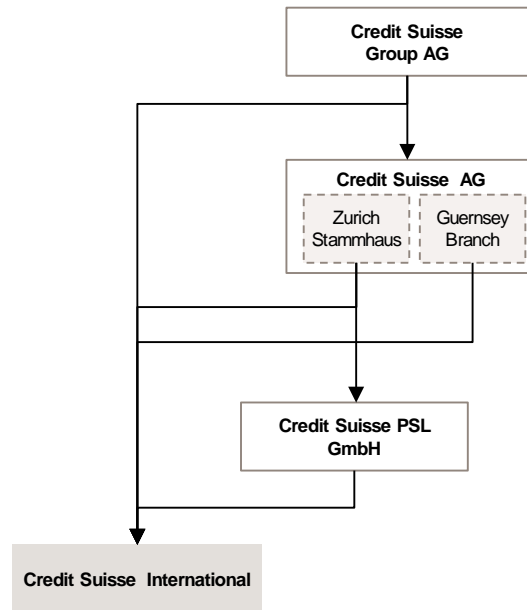 Credit Suisse
Group AG
Credit Suisse AG
Zurich
Stammhaus
Guernsey
Branch
Credit Suisse PSL
GmbH
Credit Suisse International